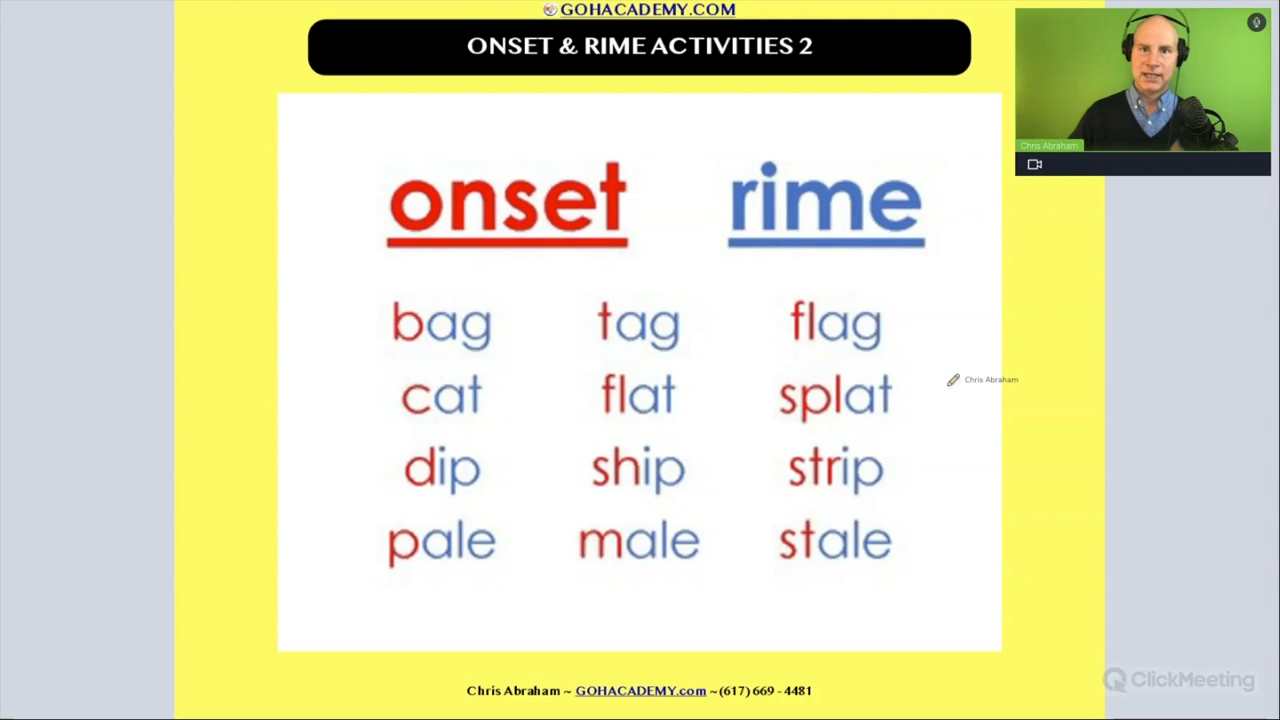 GOHACADEMY.COM
ONSET & RIME ACTIVITIES 2
Chris Abraham
onset rime
bag tag flag
Chris Abraham
cat flat splat
dip ship strip
pale male stale
ClickMeeting
Chris Abraham ~ GOHACADEMY.com ~(617) 669 - 4481